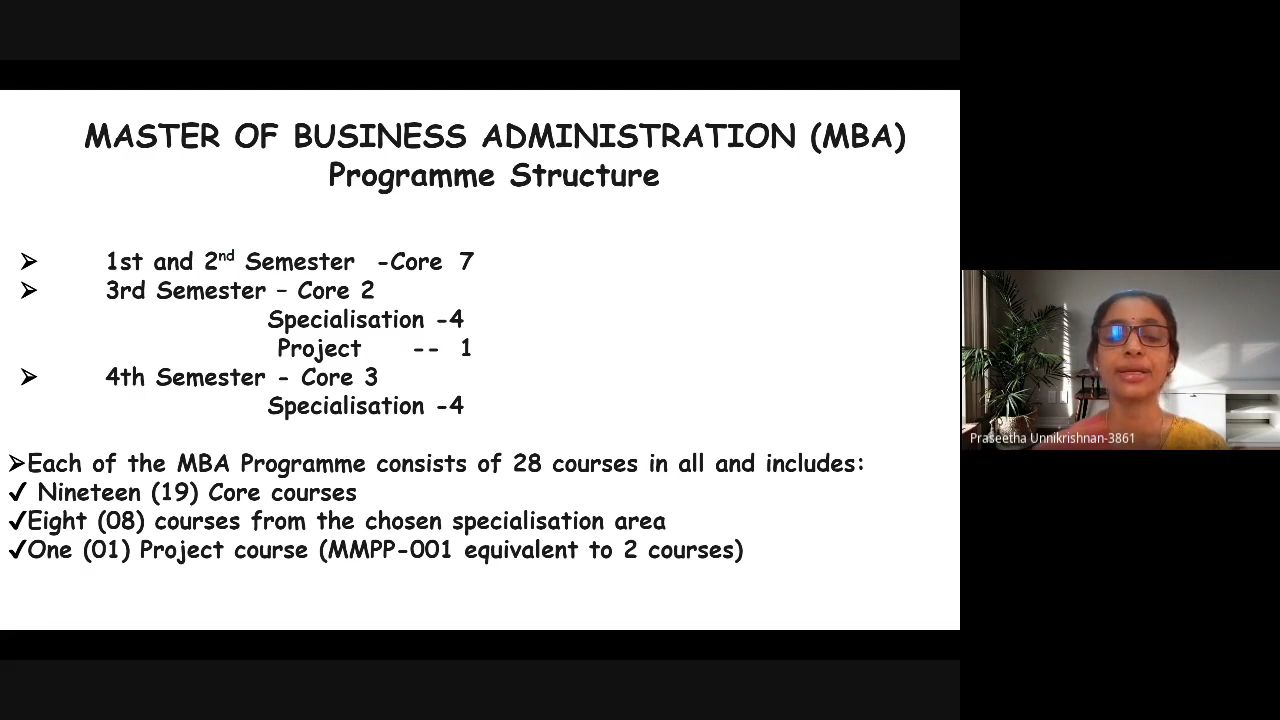 MASTER OF BUSINESS ADMINISTRATION (MBA)
Programme Structure
➢ 1st and 2nd Semester -Core 7
➢ 3rd Semester – Core 2
Specialisation -4
Project -- 1
➢ 4th Semester - Core 3
Specialisation -4
➢Each of the MBA Programme consists of 28 courses in all and includes:
✓ Nineteen (19) Core courses
✓Eight (08) courses from the chosen specialisation area
✓One (01) Project course (MMPP-001 equivalent to 2 courses)
Praseetha Unnikrishnan-3861